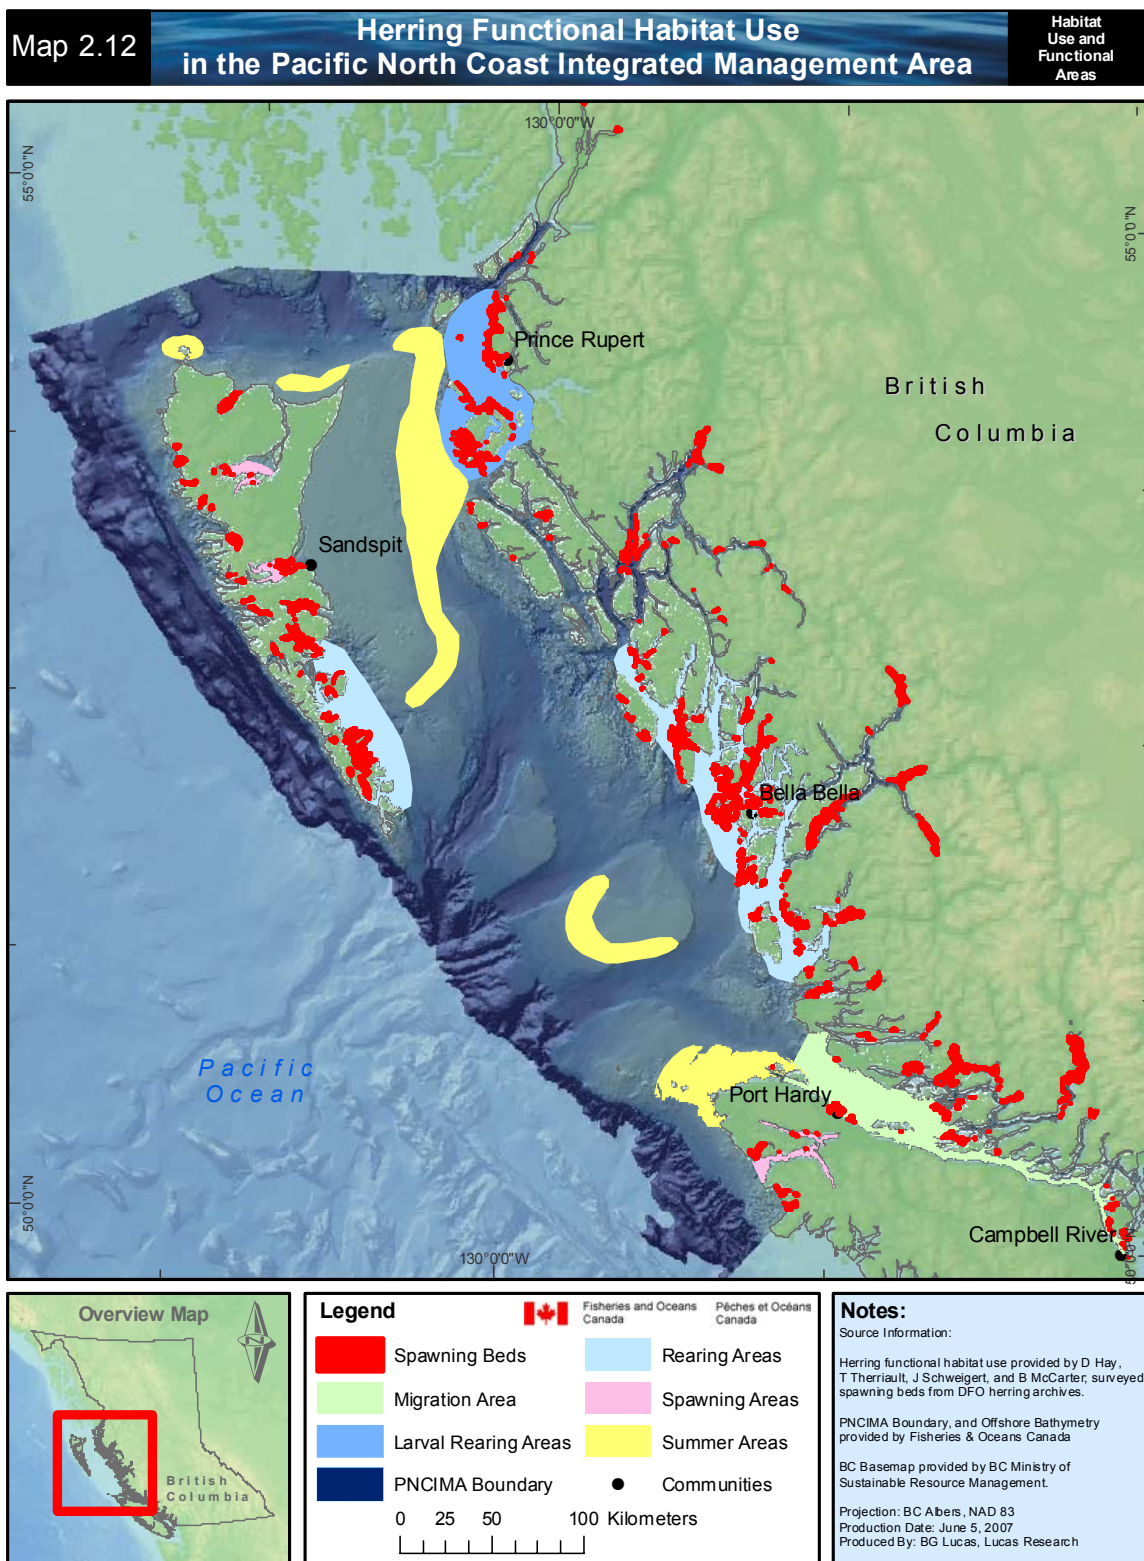 Map 2.12
Herring Functional Habitat Use
in the Pacific North Coast Integrated Management Area
Habitat
Use and
Functional
Areas
130°0'0"W
55°0'0"N
55°0'0"N
Prince Rupert
British
Columbia
Sandspit
Bella Bella
Pacific
Ocean
Port Hardy
50°0'0"N
130°0'0"W
Campbell River
50°0'0"N
Overview Map
N
British
Columbia
Legend
Fisheries and Oceans
Canada
Pêches et Océans
Canada
Spawning Beds
Migration Area
Larval Rearing Areas
PNCIMA Boundary
Rearing Areas
Spawning Areas
Summer Areas
Communities
0 25 50 100 Kilometers
Notes:
Source Information:
Herring functional habitat use provided by D Hay,
T Therriault, J Schweigert, and B McCarter; surveyed
spawning beds from DFO herring archives.
PNCIMA Boundary, and Offshore Bathymetry
provided by Fisheries & Oceans Canada
BC Basemap provided by BC Ministry of
Sustainable Resource Management.
Projection: BC Albers, NAD 83
Production Date: June 5, 2007
Produced By: BG Lucas, Lucas Research